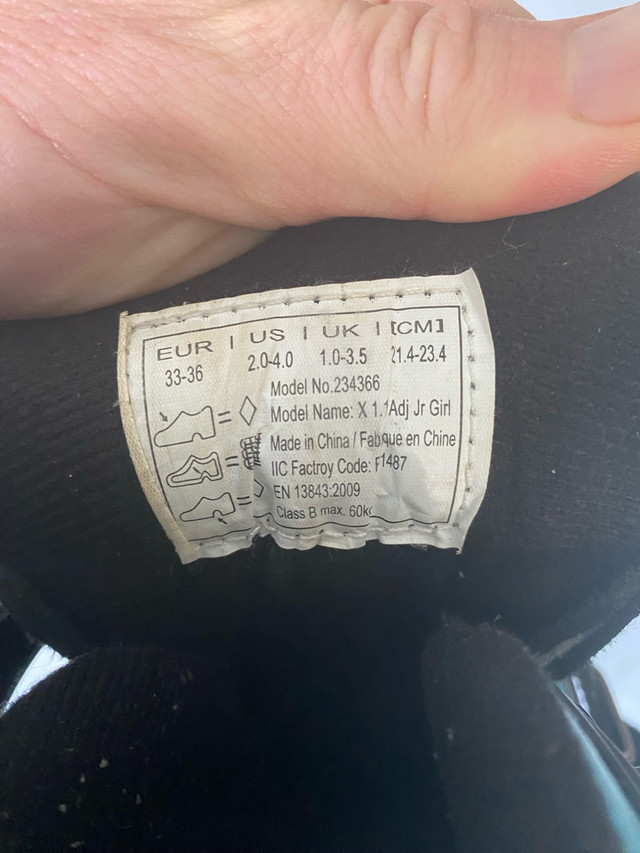 EUR | US | UK | [CM]
33-36 2.0-4.0 1.0-3.5 21.4-23.4
Model No.234366
= Model Name: X 1.1Adj Jr Girl
= Made in China / Fabrique en Chine
IIC Factroy Code: F1487
= EN 13843:2009
Class B max. 60kg